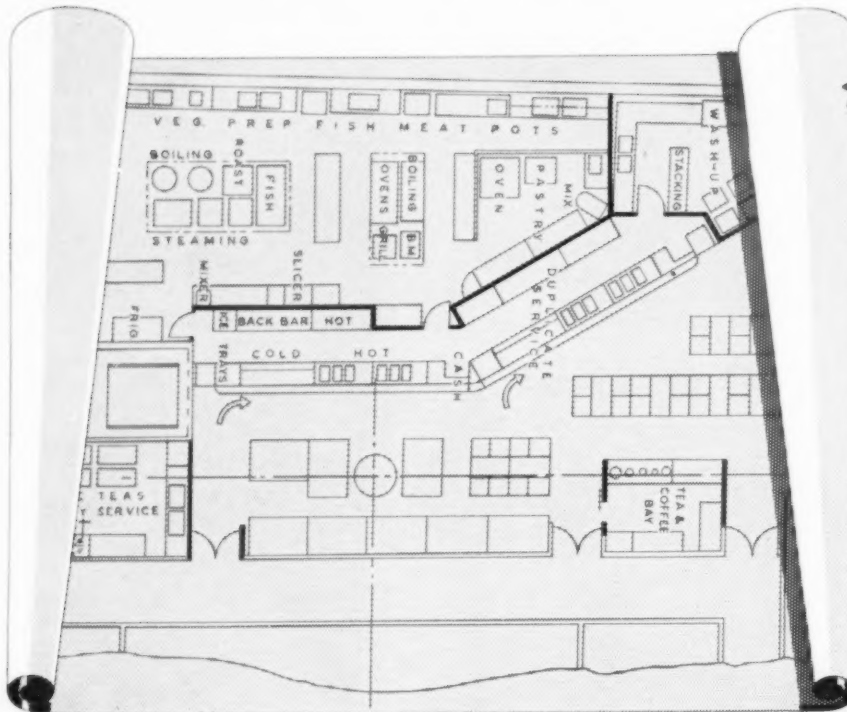 VEG. PREP FISH MEAT POTS
WASH-UP
STACKING
BOILING
ROAST
FISH
STEAMING
BOILING
OVENS
GRILL
BM
OVEN
PASTRY
MIX
MIXER
SLICER
FRIG
ICE
BACK BAR
HOT
DUPLICATE
SERVICE
TRAYS
COLD
HOT
CASH
TEAS
SERVICE
TEA &
COFFEE
BAY